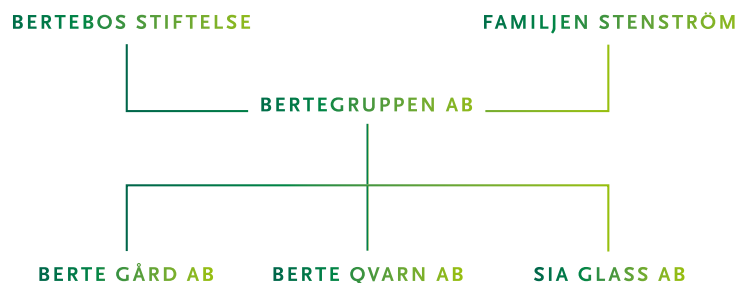 BERTEBOS STIFTELSE
FAMILJEN STENSTRÖM
BERTEGRUPPEN AB
BERTE GÅRD AB
BERTE QVARN AB
SIA GLASS AB